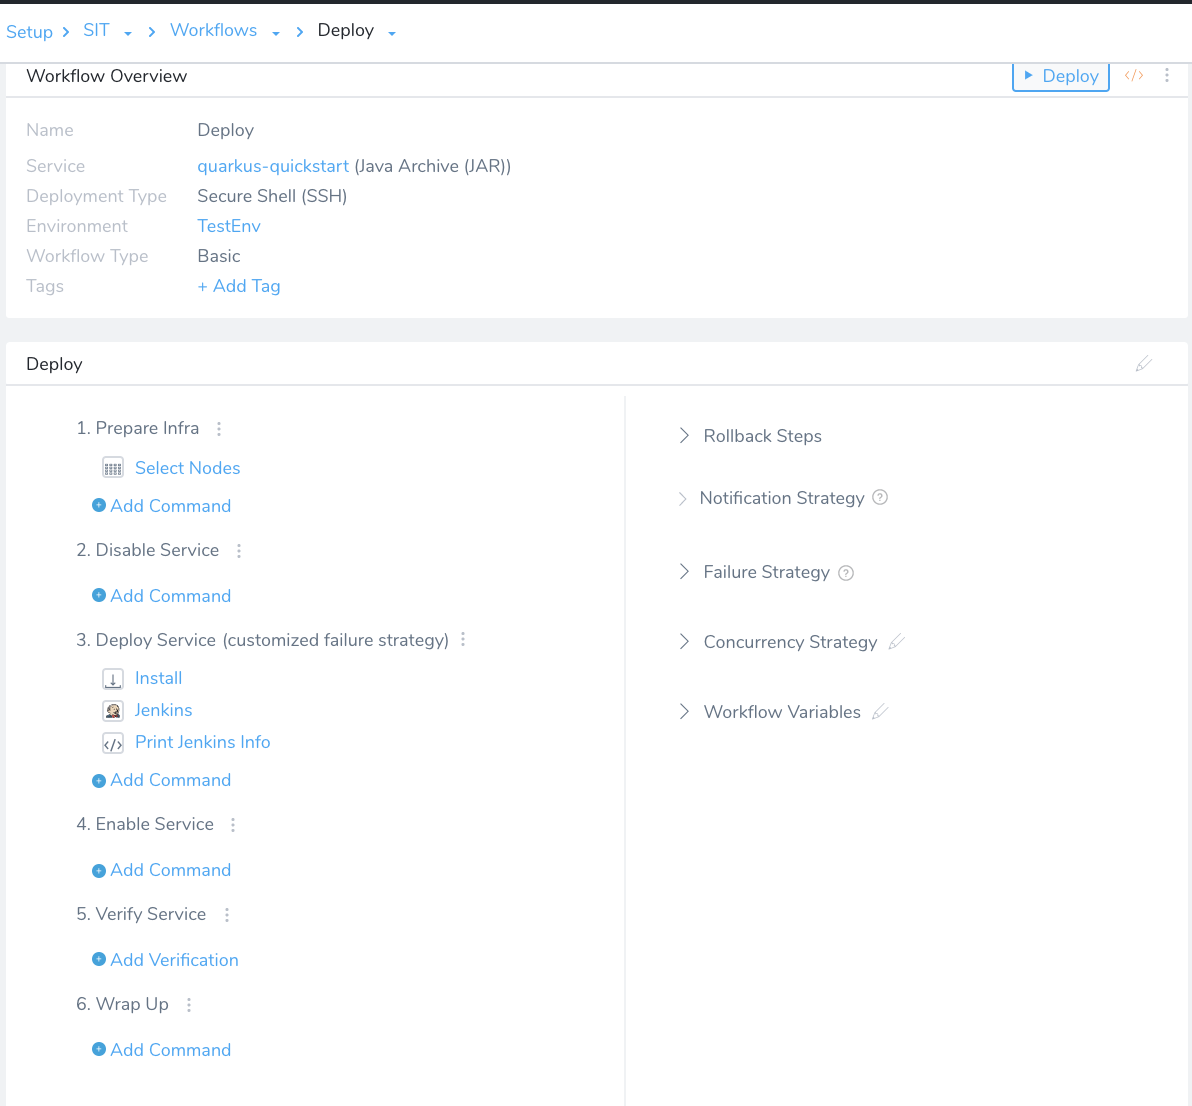 Setup > SIT > Workflows > Deploy
Workflow Overview
Deploy </>
Name Deploy
Service quarkus-quickstart (Java Archive (JAR))
Deployment Type Secure Shell (SSH)
Environment TestEnv
Workflow Type Basic
Tags + Add Tag
Deploy
1. Prepare Infra
Select Nodes
Add Command
2. Disable Service
Add Command
3. Deploy Service (customized failure strategy)
Install
Jenkins
Print Jenkins Info
Add Command
4. Enable Service
Add Command
5. Verify Service
Add Verification
6. Wrap Up
Add Command
Rollback Steps
Notification Strategy ?
Failure Strategy ?
Concurrency Strategy
Workflow Variables